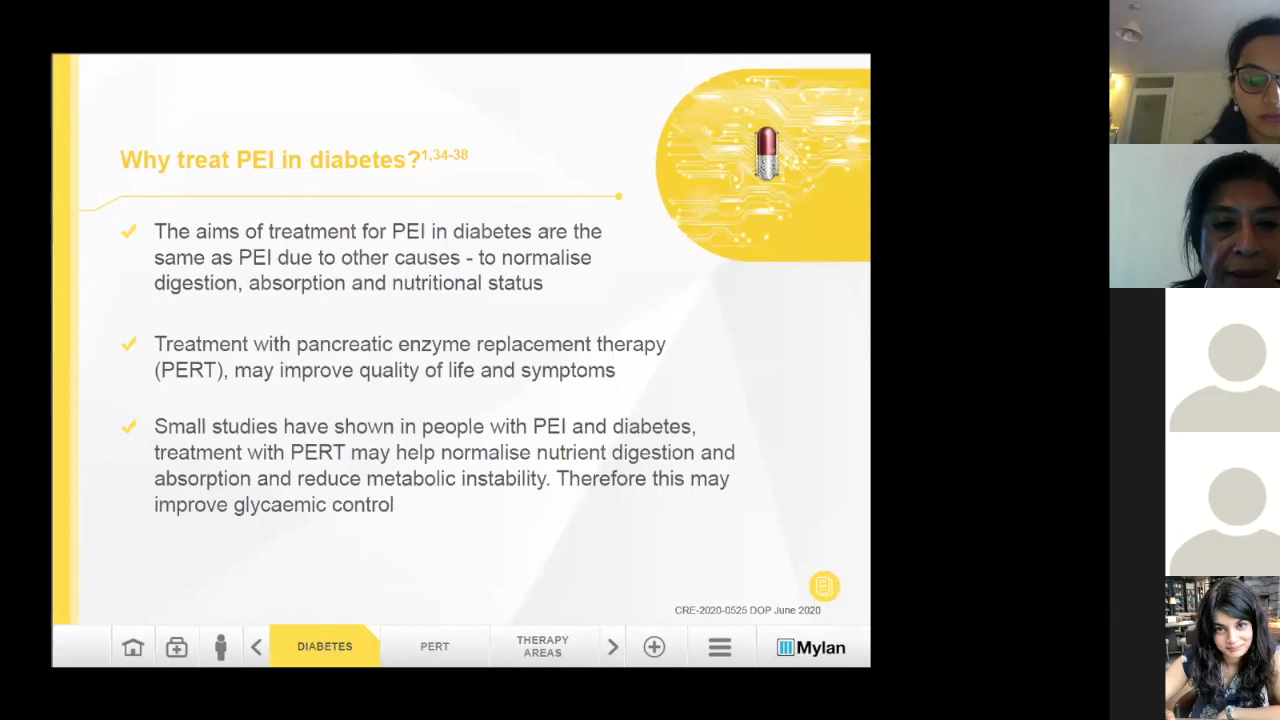 Why treat PEI in diabetes?1,34-38
The aims of treatment for PEI in diabetes are the
same as PEI due to other causes - to normalise
digestion, absorption and nutritional status
Treatment with pancreatic enzyme replacement therapy
(PERT), may improve quality of life and symptoms
Small studies have shown in people with PEI and diabetes,
treatment with PERT may help normalise nutrient digestion and
absorption and reduce metabolic instability. Therefore this may
improve glycaemic control
CRE-2020-0525 DOP June 2020
DIABETES
PERT
THERAPY
AREAS
Mylan